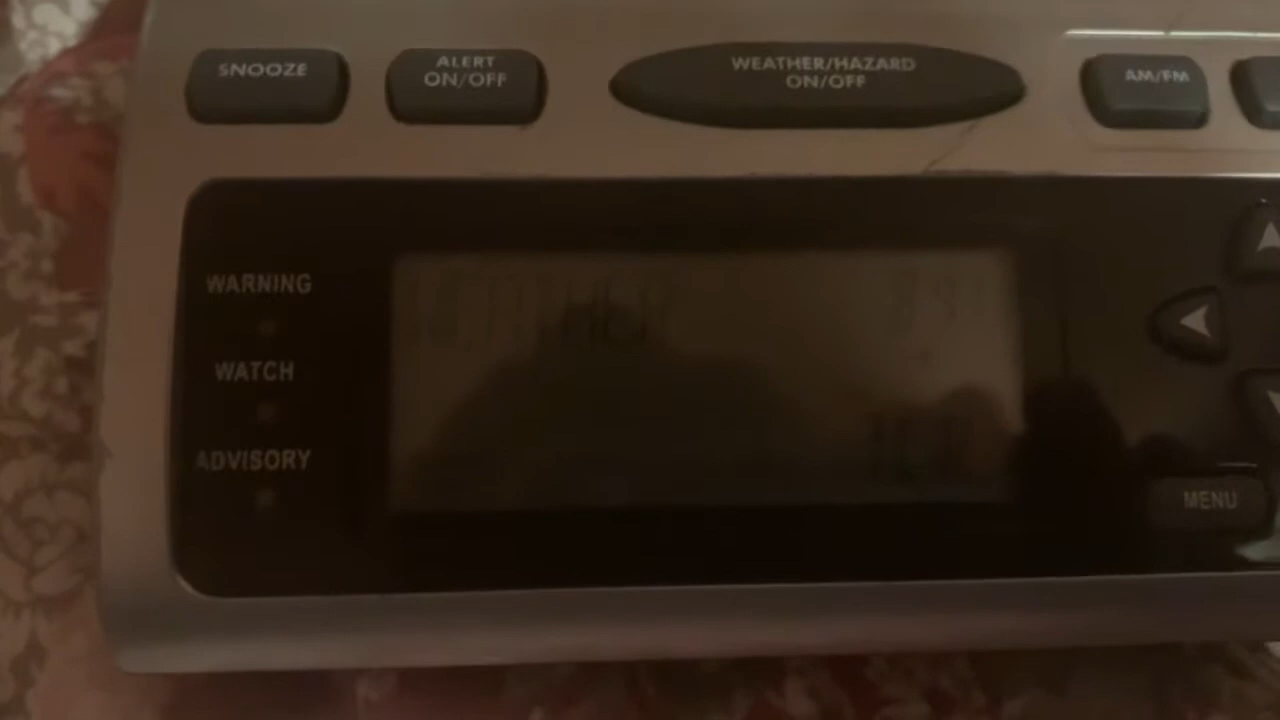 SNOOZE
ALERT
ON/OFF
WEATHER/HAZARD
ON/OFF
AM/FM
WARNING
WATCH
ADVISORY
MENU